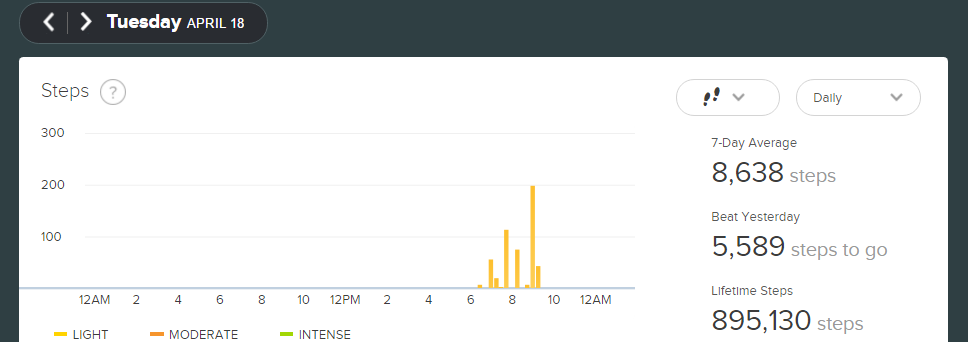 Tuesday APRIL 18
Steps ?
Daily
300
200
100
12AM 2 4 6 8 10 12PM 2 4 6 8 10 12AM
LIGHT MODERATE INTENSE
7-Day Average
8,638 steps
Beat Yesterday
5,589 steps to go
Lifetime Steps
895,130 steps